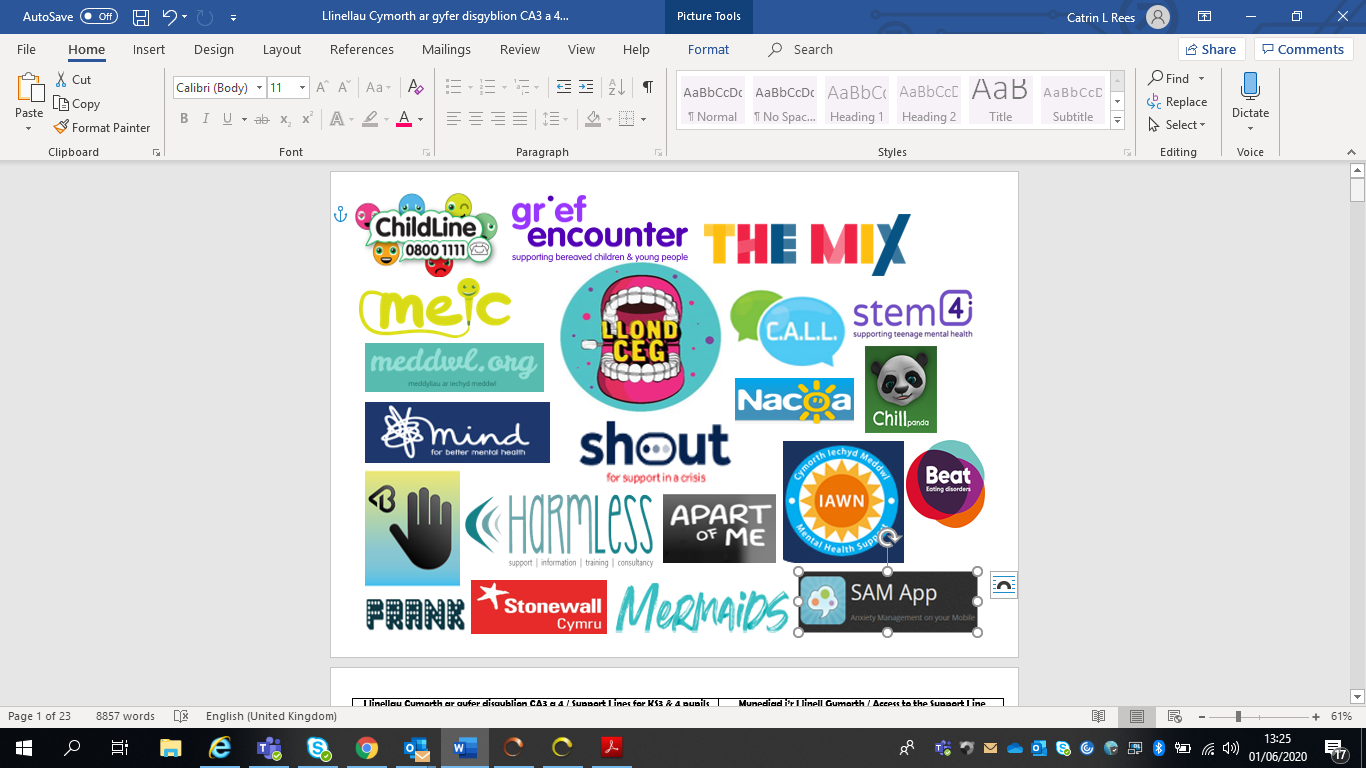 AutoSave Off
Llinellau Cymorth ar gyfer disgyblion CA3 a 4...
Picture Tools
Catrin L Rees
File Home Insert Design Layout References Mailings Review View Help Format Search Share Comments
Paste
Cut
Copy
Format Painter
Clipboard
Calibri (Body) 11
Font
Paragraph
AaBbCcDc
¶ Normal
AaBbCcDc
¶ No Spac...
AaBbCc
Heading 1
AaBbCcD
Heading 2
AaB
Title
AaBbCcD
Subtitle
Styles
Find
Replace
Select
Editing
Dictate
Voice
ChildLine
0800 1111
grief
encounter
supporting bereaved children & young people
THE MIX
meic
LLOND
CEG
C.A.L.L.
stem4
supporting teenage mental health
meddwl.org
meddyliau ar iechyd meddwl
Nacoa
Chill panda
mind
for better mental health
shout
for support in a crisis
Cymorth Iechyd Meddwl
IAWN
Mental Health Support
Beat
Eating disorders
HARMLESS
support | information | training | consultancy
APART
OF ME
FRANK
Stonewall
Cymru
MERMAIDS
SAM App
Anxiety Management on your Mobile
Llinellau Cymorth ar gyfer disgyblion CA3 a 4 / Support Lines for KS3 & 4 pupils
Mynediad i'r Llinell Gymorth / Access to the Support Line
Page 1 of 23 8857 words English (United Kingdom) 61%
13:25
01/06/2020
17